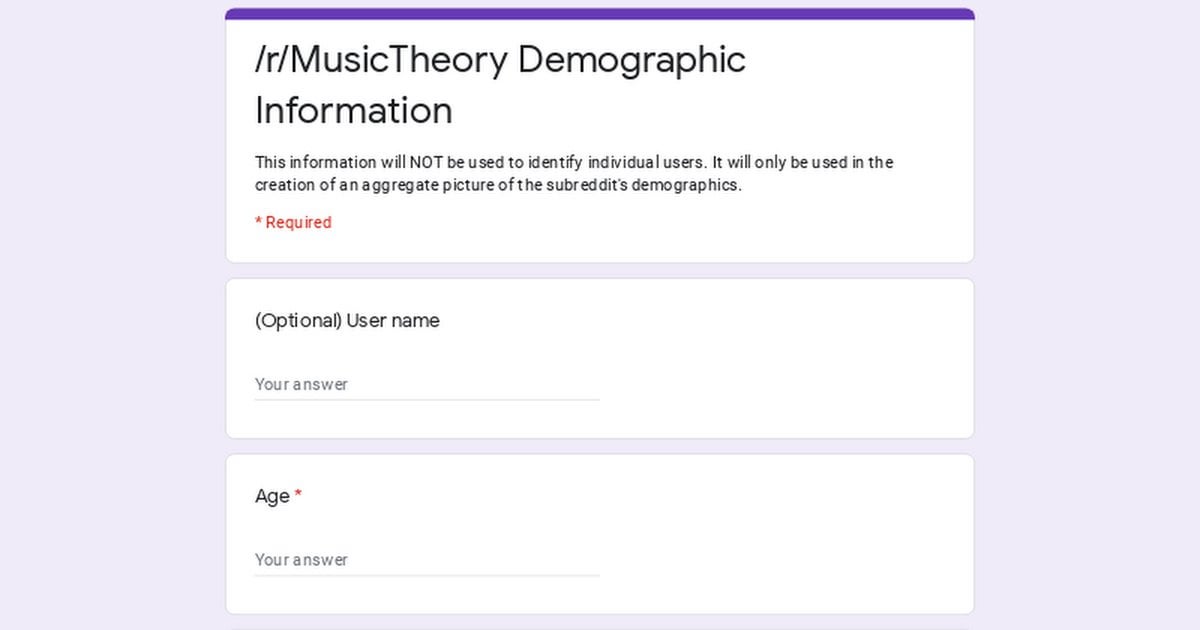 /r/MusicTheory Demographic
Information
This information will NOT be used to identify individual users. It will only be used in the
creation of an aggregate picture of the subreddit's demographics.
* Required
(Optional) User name
Your answer
Age *
Your answer